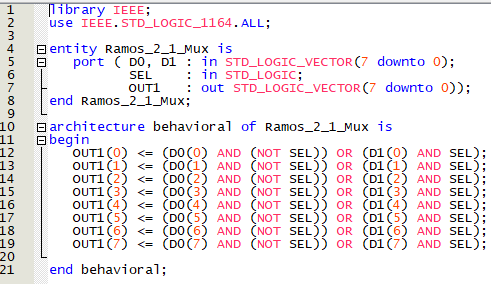 1 library IEEE;
2 use IEEE.STD_LOGIC_1164.ALL;
3
4 entity Ramos_2_1_Mux is
5 port ( D0, D1 : in STD_LOGIC_VECTOR(7 downto 0);
6 SEL : in STD_LOGIC;
7 OUT1 : out STD_LOGIC_VECTOR(7 downto 0));
8 end Ramos_2_1_Mux;
9
10 architecture behavioral of Ramos_2_1_Mux is
11 begin
12 OUT1(0) <= (D0(0) AND (NOT SEL)) OR (D1(0) AND SEL);
13 OUT1(1) <= (D0(1) AND (NOT SEL)) OR (D1(1) AND SEL);
14 OUT1(2) <= (D0(2) AND (NOT SEL)) OR (D1(2) AND SEL);
15 OUT1(3) <= (D0(3) AND (NOT SEL)) OR (D1(3) AND SEL);
16 OUT1(4) <= (D0(4) AND (NOT SEL)) OR (D1(4) AND SEL);
17 OUT1(5) <= (D0(5) AND (NOT SEL)) OR (D1(5) AND SEL);
18 OUT1(6) <= (D0(6) AND (NOT SEL)) OR (D1(6) AND SEL);
19 OUT1(7) <= (D0(7) AND (NOT SEL)) OR (D1(7) AND SEL);
20
21 end behavioral;